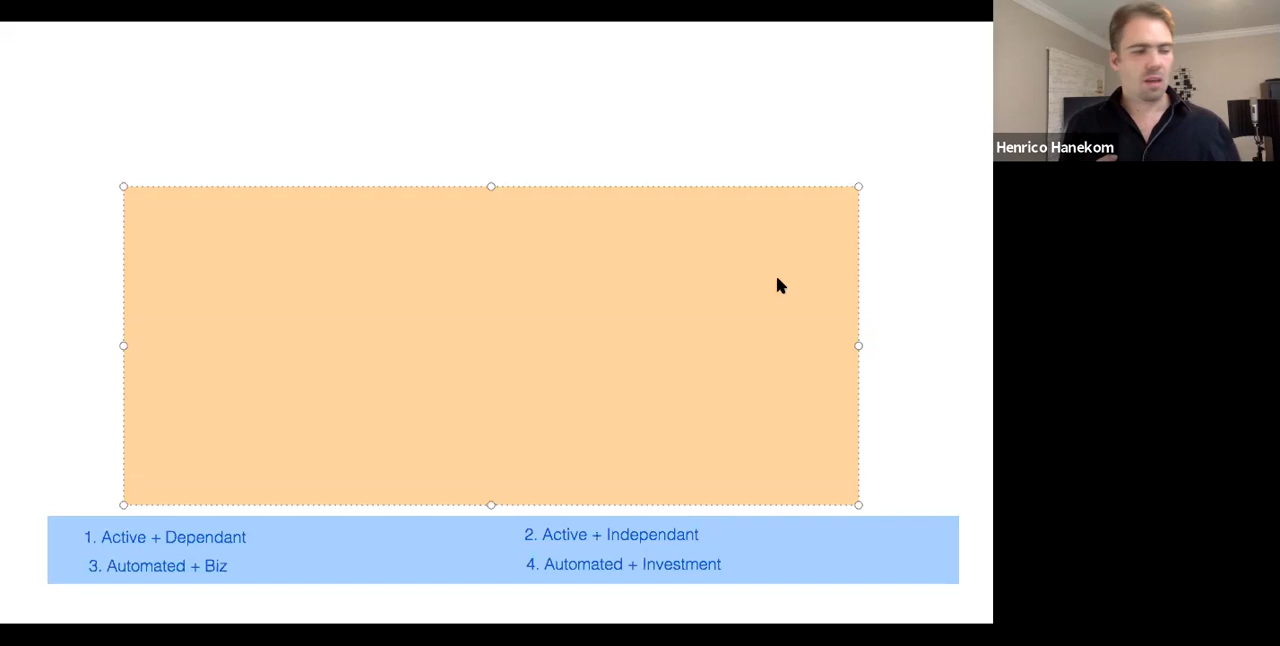 Henrico Hanekom
1. Active + Dependant
2. Active + Independant
3. Automated + Biz
4. Automated + Investment